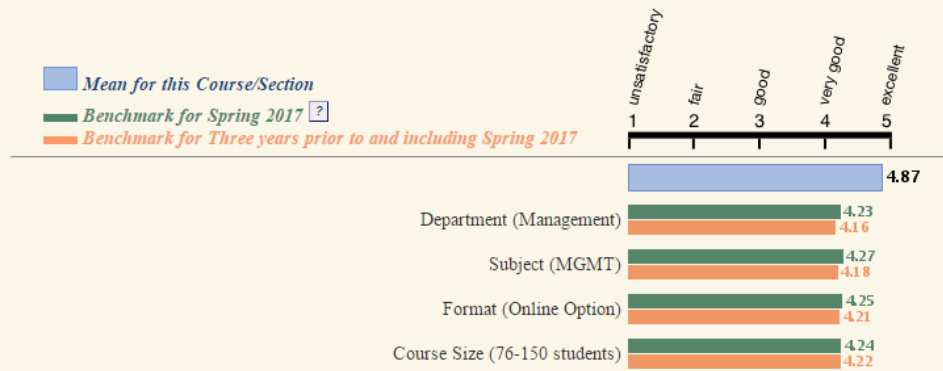 unsatisfactory
fair
good
very good
excellent
Mean for this Course/Section
Benchmark for Spring 2017 ?
Benchmark for Three years prior to and including Spring 2017
1 2 3 4 5
4.87
Department (Management) 4.23
4.16
Subject (MGMT) 4.27
4.18
Format (Online Option) 4.25
4.21
Course Size (76-150 students) 4.24
4.22